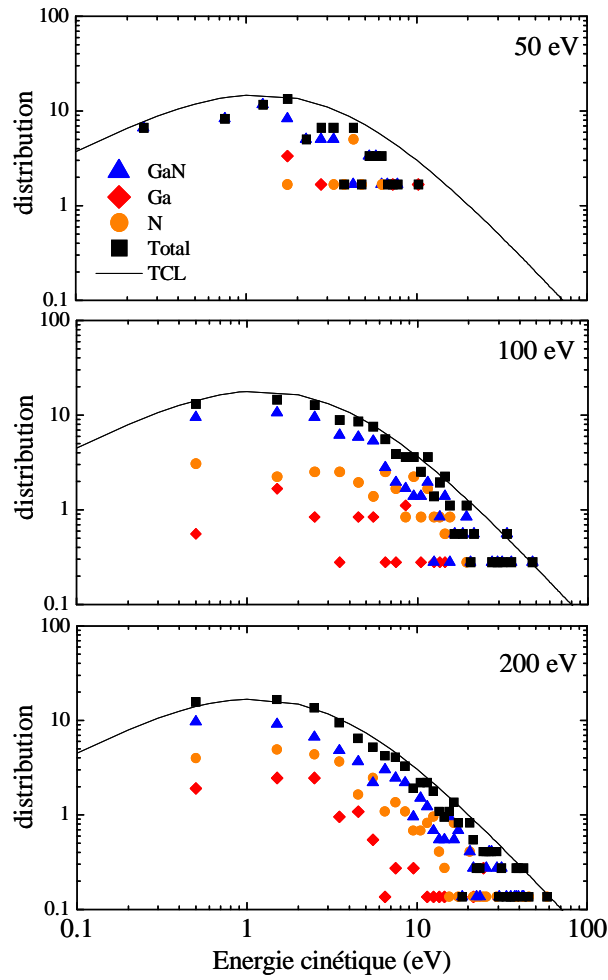 100
10
1
0.1
distribution
50 eV
GaN
Ga
N
Total
TCL
100
10
1
0.1
distribution
100 eV
100
10
1
0.1
distribution
200 eV
0.1 1 10 100
Energie cinétique (eV)